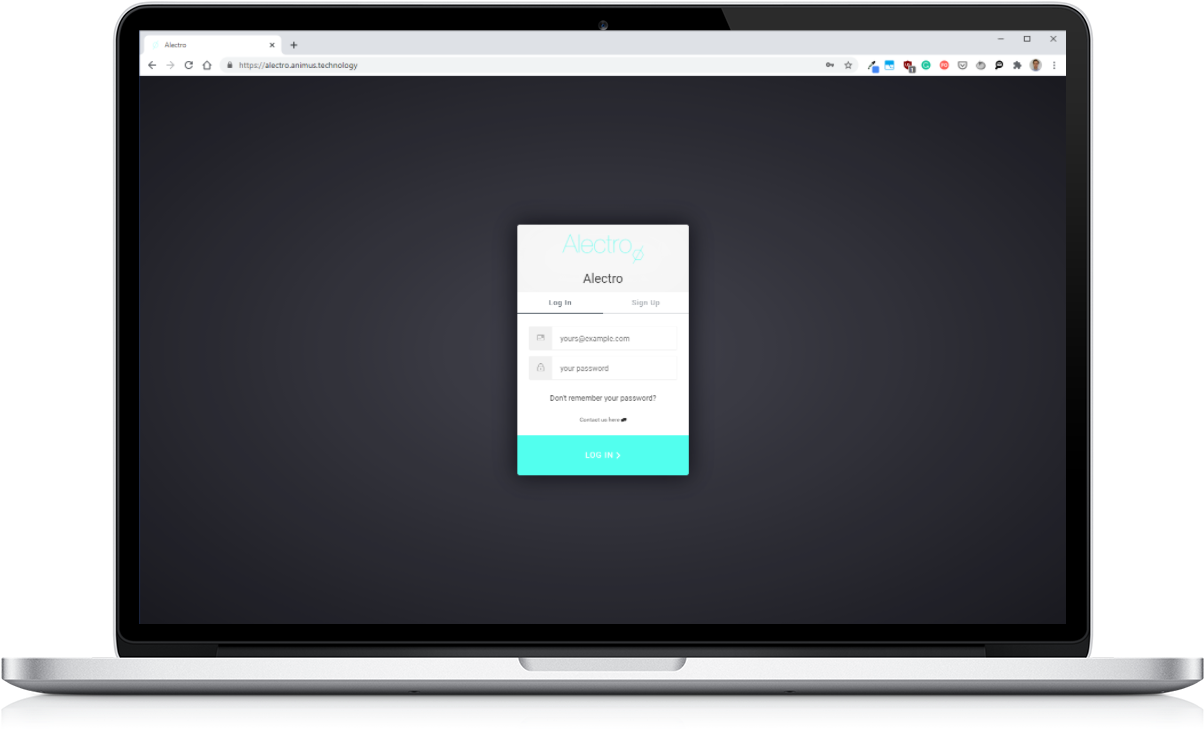 Alectro
https://alectro.animus.technology
Alectro
Alectro
Log In
Sign Up
yours@example.com
your password
Don't remember your password?
Contact us here
LOG IN